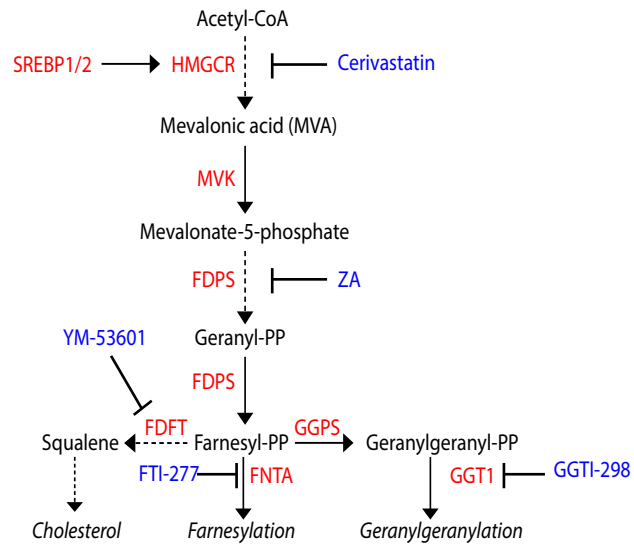 Acetyl-CoA
SREBP1/2 HMGCR Cerivastatin
Mevalonic acid (MVA)
MVK
Mevalonate-5-phosphate
FDPS ZA
YM-53601 Geranyl-PP
FDPS
FDFT GGPS
Squalene Farnesyl-PP Geranylgeranyl-PP
FTI-277 FNTA GGT1 GGTI-298
Cholesterol Farnesylation Geranylgeranylation